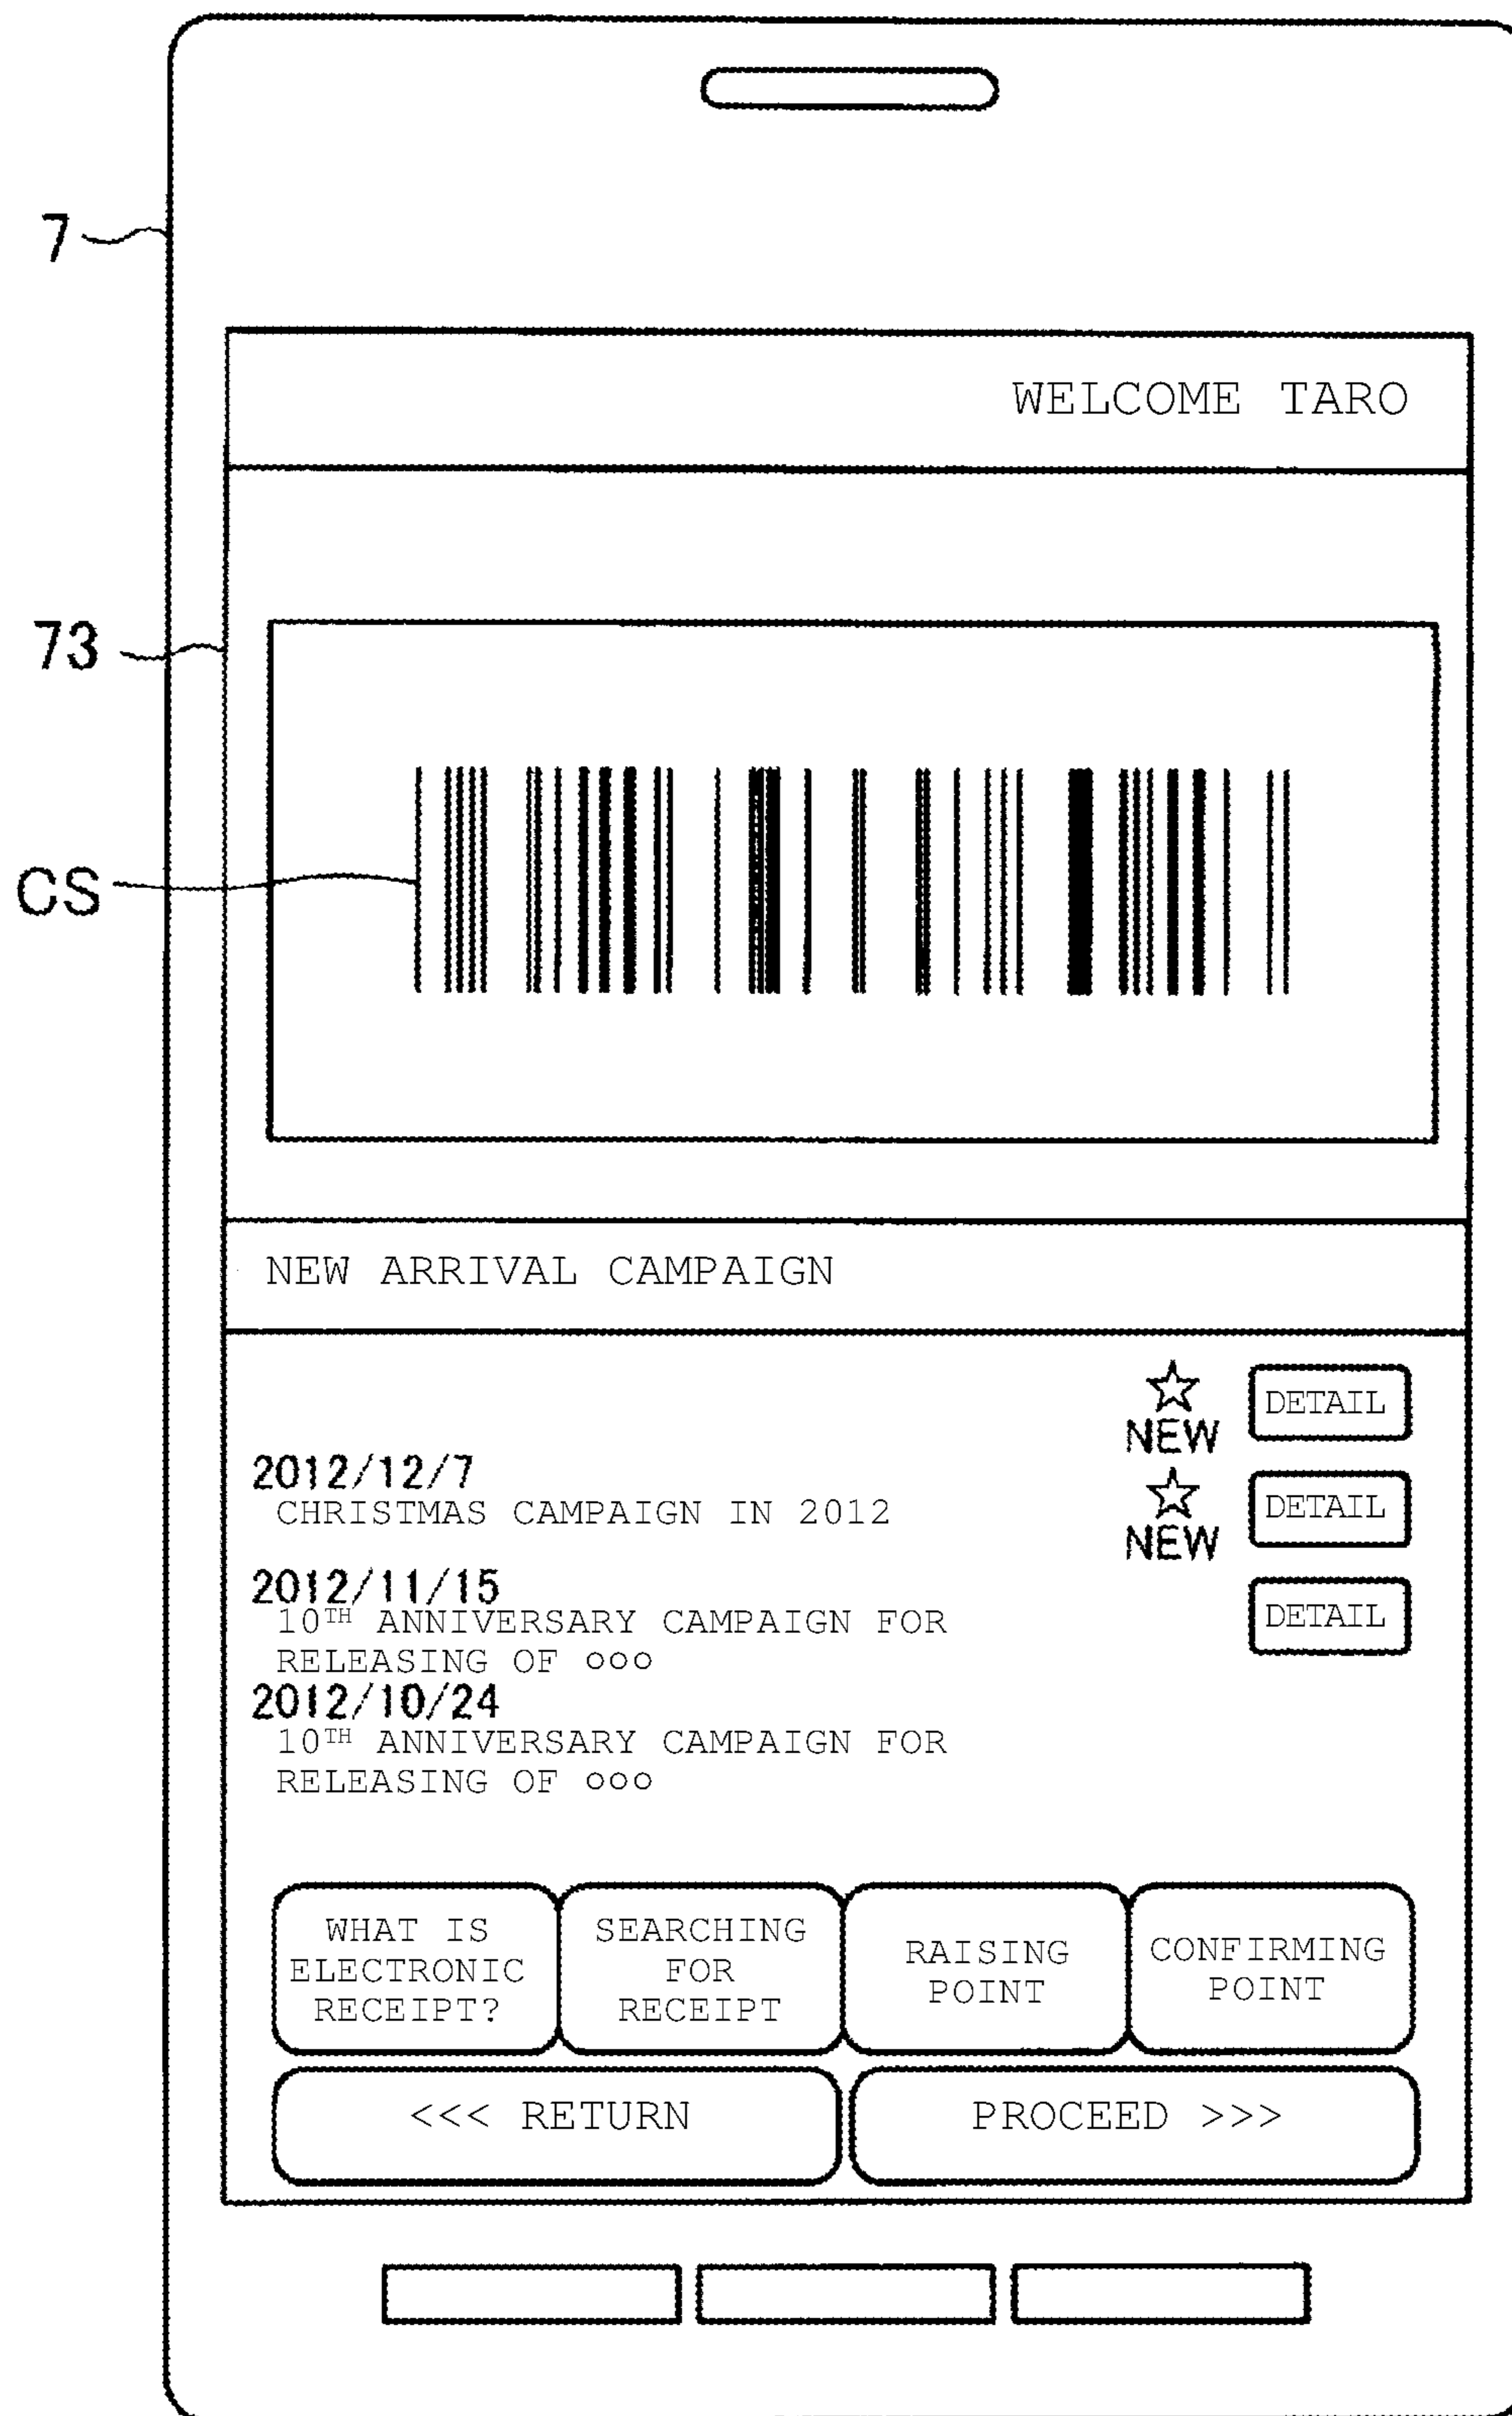 7
WELCOME TARO
73
CS
NEW ARRIVAL CAMPAIGN
☆ DETAIL
NEW
2012/12/7
☆ DETAIL
CHRISTMAS CAMPAIGN IN 2012
NEW
2012/11/15
10TH ANNIVERSARY CAMPAIGN FOR
DETAIL
RELEASING OF ○○○
2012/10/24
10TH ANNIVERSARY CAMPAIGN FOR
RELEASING OF ○○○
WHAT IS
ELECTRONIC
RECEIPT?
SEARCHING
FOR
RECEIPT
RAISING
POINT
CONFIRMING
POINT
<<< RETURN
PROCEED >>>